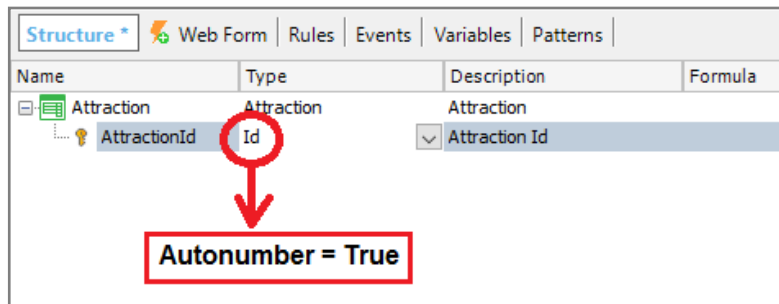 Structure * Web Form Rules Events Variables Patterns
Name Type Description Formula
Attraction Attraction Attraction
AttractionId Id Attraction Id
Autonumber = True